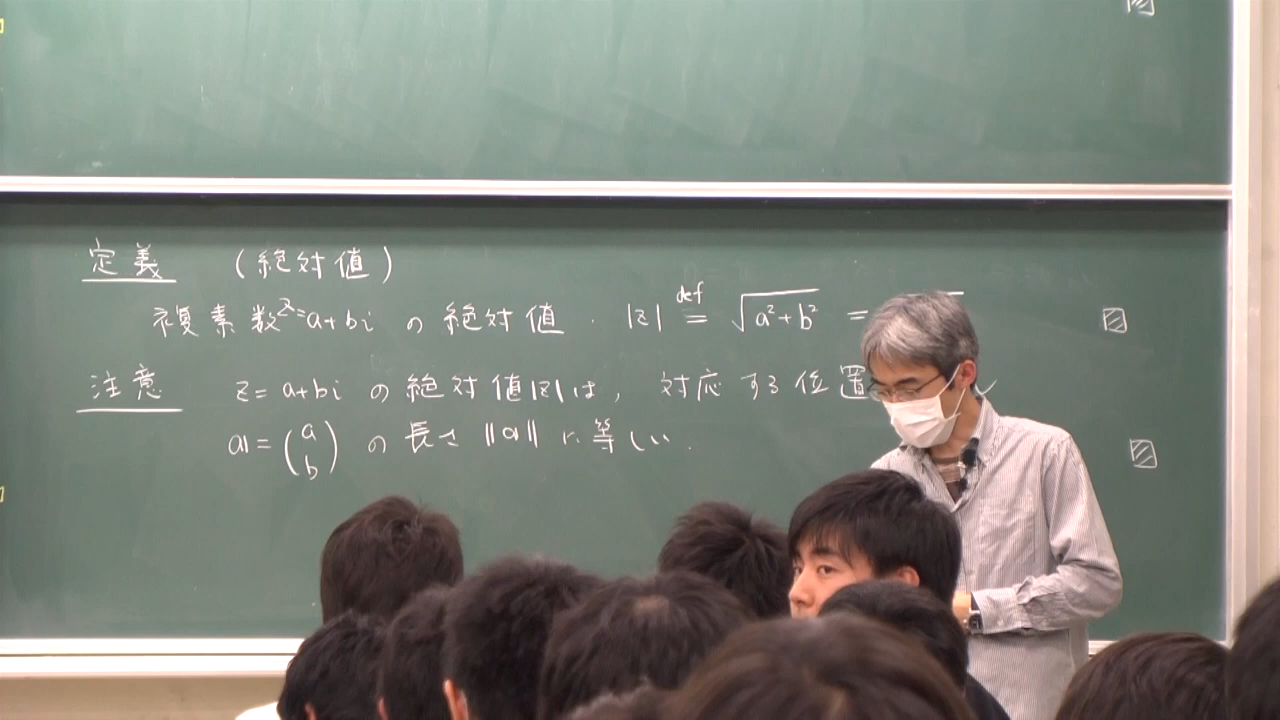 定義 (絶対値)
複素数 z=a+bi の絶対値. |z| \overset{def}{=} √(a²+b²) =
注意 z=a+bi の絶対値|z|は, 対応する位置
𝕒 = (a b) の長さ ‖𝕒‖ に等しい.